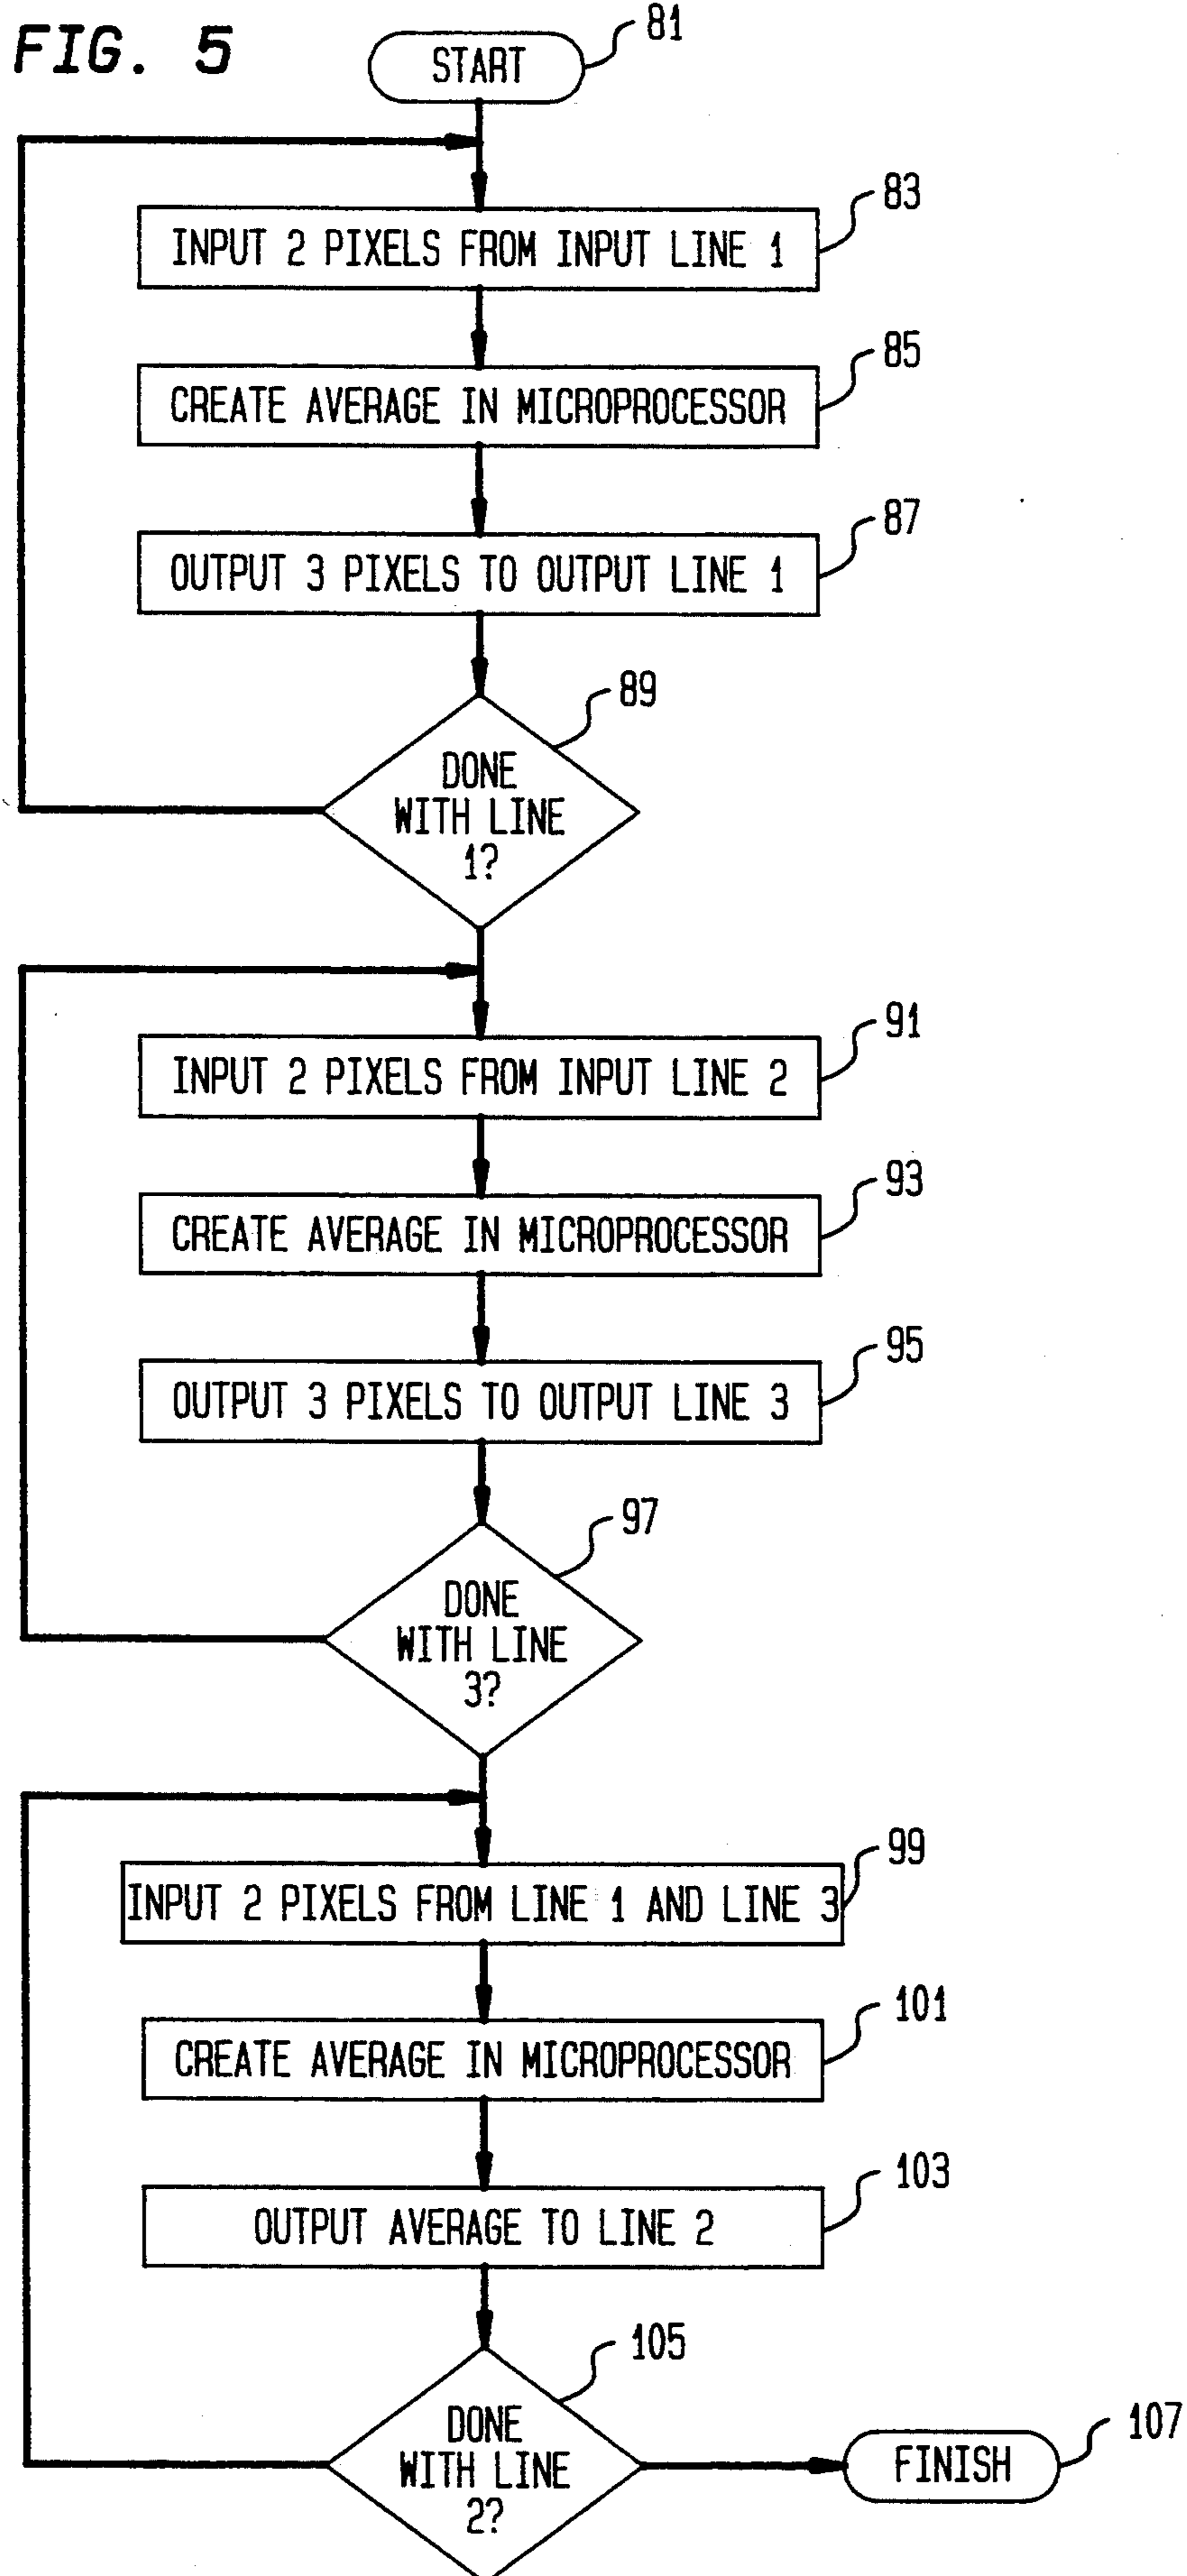 FIG. 5
START
81
INPUT 2 PIXELS FROM INPUT LINE 1
83
CREATE AVERAGE IN MICROPROCESSOR
85
OUTPUT 3 PIXELS TO OUTPUT LINE 1
87
DONE
WITH LINE
1?
89
INPUT 2 PIXELS FROM INPUT LINE 2
91
CREATE AVERAGE IN MICROPROCESSOR
93
OUTPUT 3 PIXELS TO OUTPUT LINE 3
95
DONE
WITH LINE
3?
97
INPUT 2 PIXELS FROM LINE 1 AND LINE 3
99
CREATE AVERAGE IN MICROPROCESSOR
101
OUTPUT AVERAGE TO LINE 2
103
DONE
WITH LINE
2?
105
FINISH
107